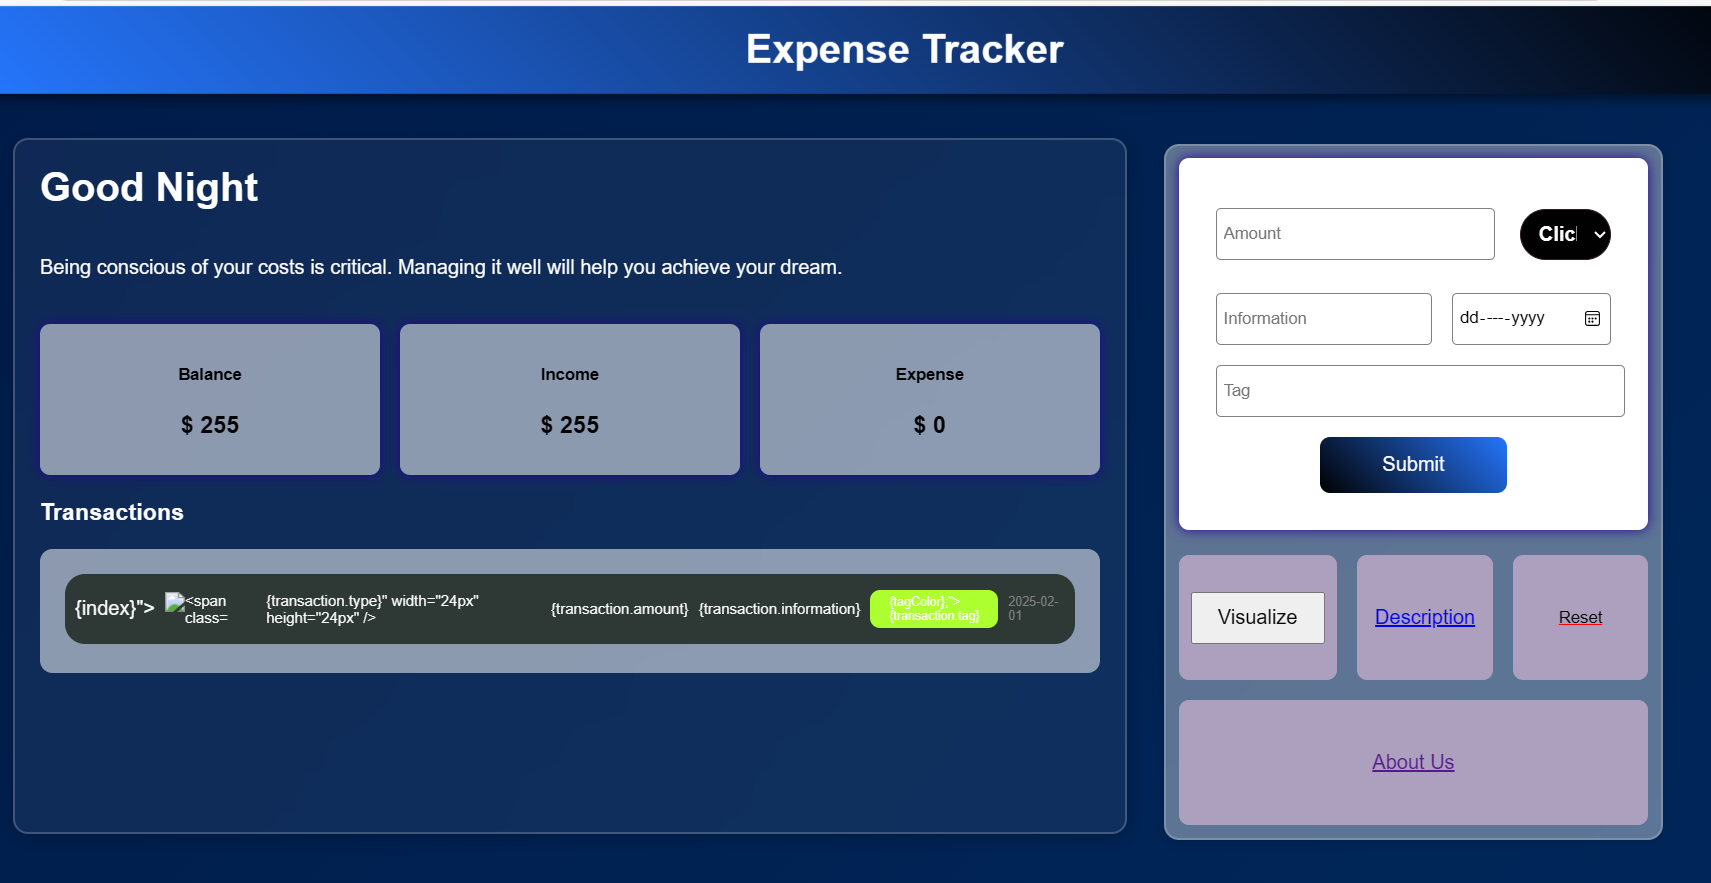 Expense Tracker
Good Night
Being conscious of your costs is critical. Managing it well will help you achieve your dream.
Balance
$ 255
Income
$ 255
Expense
$ 0
Transactions
{index}">
<span
class=
{transaction.type}" width="24px"
height="24px" />
{transaction.amount}
{transaction.information}
{tagColor};">
{transaction.tag}
2025-02-
01
Amount
Clic
Information
dd-----yyyy
Tag
Submit
Visualize
Description
Reset
About Us